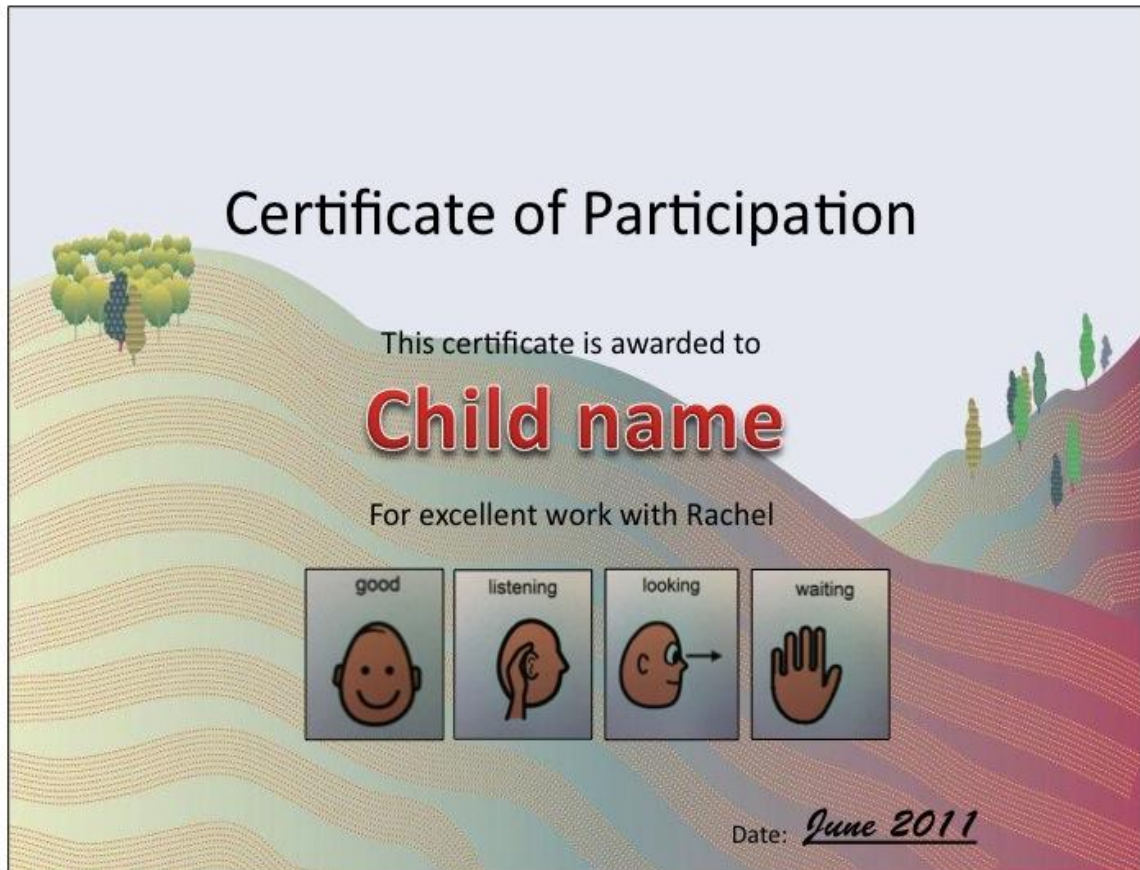 Certificate of Participation
This certificate is awarded to
Child name
For excellent work with Rachel
good listening looking waiting
Date: June 2011